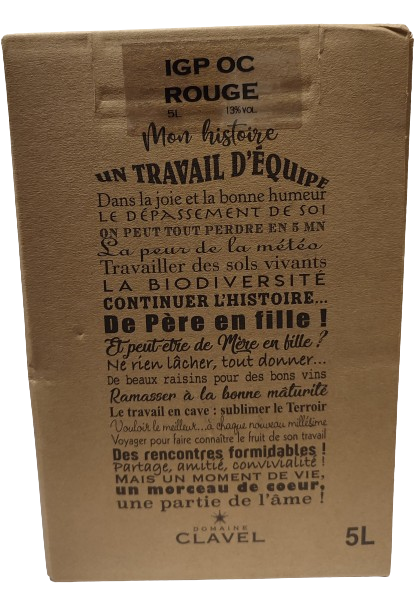 IGP OC
ROUGE
5L 13% VOL.
Mon histoire
UN TRAVAIL D'ÉQUIPE
Dans la joie et la bonne humeur
LE DÉPASSEMENT DE SOI
ON PEUT TOUT PERDRE EN 5 MN
La peur de la météo
Travailler des sols vivants
LA BIODIVERSITÉ
CONTINUER L'HISTOIRE...
De Père en fille !
Et peut-être de Mère en fille ?
Ne rien lâcher, tout donner...
De beaux raisins pour des bons vins
Ramasser à la bonne maturité
Le travail en cave : sublimer le Terroir
Vouloir le meilleur...à chaque nouveau millésime
Voyager pour faire connaître le fruit de son travail
Des rencontres formidables !
Partage, amitié, convivialité !
MAIS UN MOMENT DE VIE,
un morceau de coeur,
une partie de l'âme !
DOMAINE
CLAVEL
5L